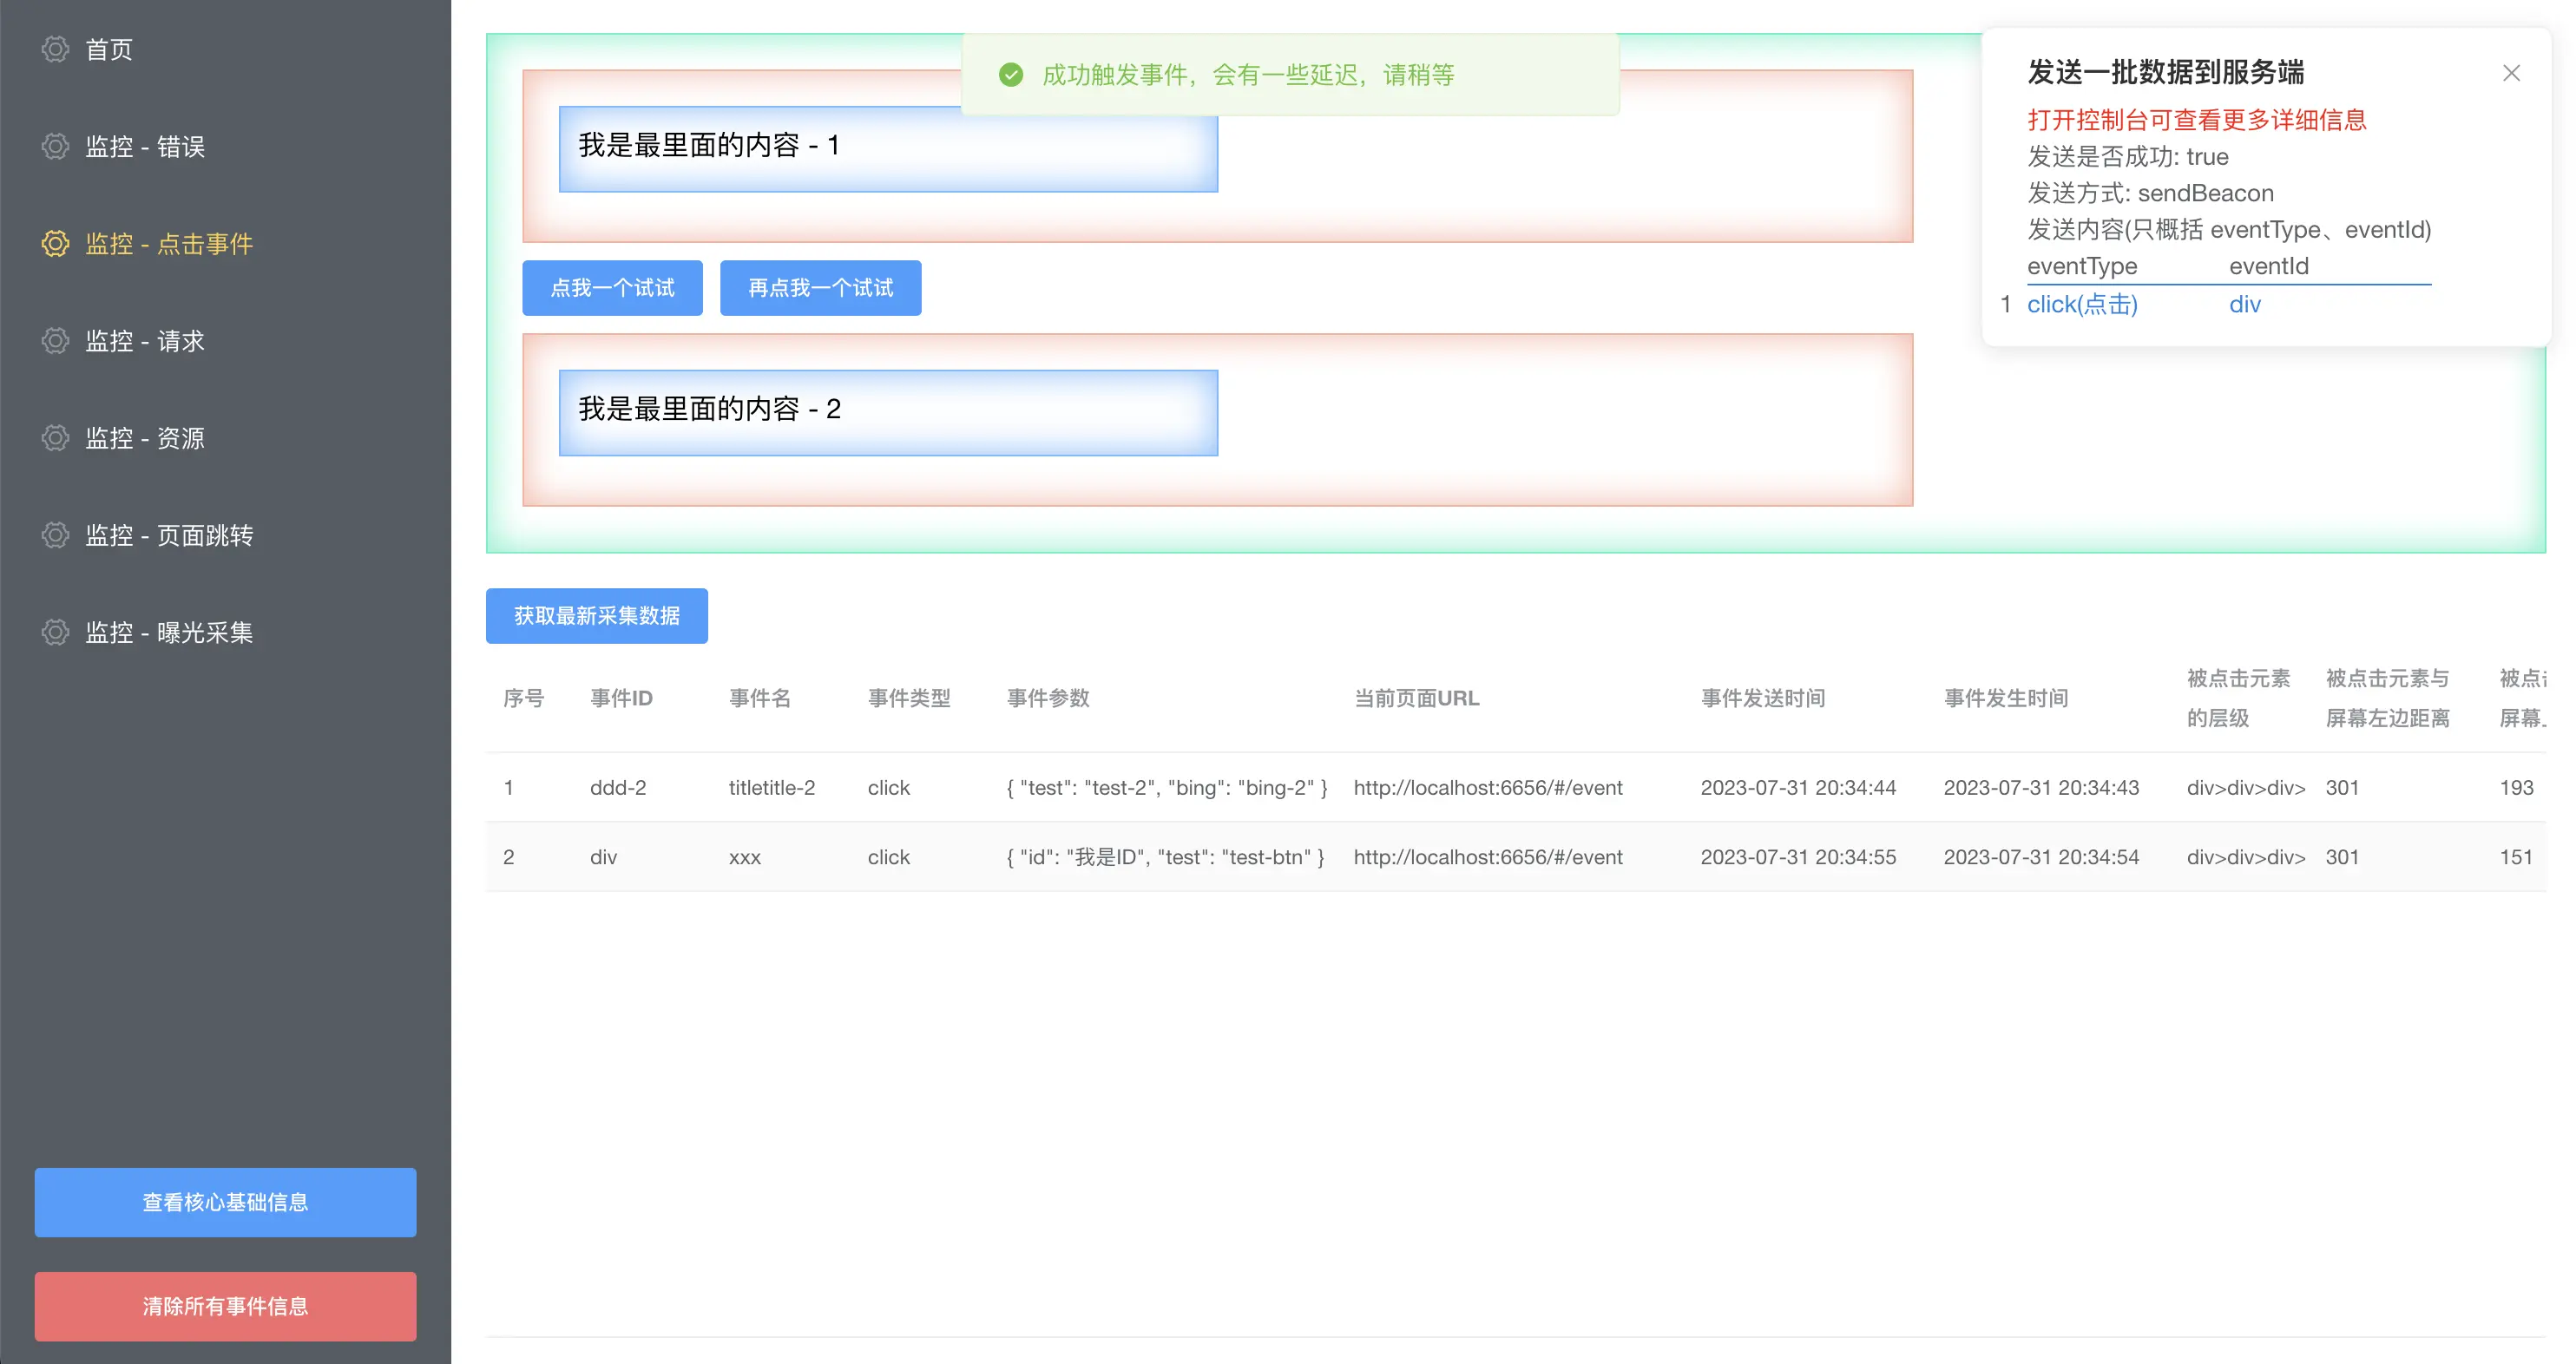 首页
监控 - 错误
监控 - 点击事件
监控 - 请求
监控 - 资源
监控 - 页面跳转
监控 - 曝光采集
查看核心基础信息
清除所有事件信息
成功触发事件，会有一些延迟，请稍等
我是最里面的内容 - 1
点我一个试试 再点我一个试试
我是最里面的内容 - 2
发送一批数据到服务端
打开控制台可查看更多详细信息
发送是否成功: true
发送方式: sendBeacon
发送内容(只概括 eventType、eventId)
eventType eventId
1 click(点击) div
获取最新采集数据
序号 事件ID 事件名 事件类型 事件参数 当前页面URL 事件发送时间 事件发生时间 被点击元素的层级 被点击元素与屏幕左边距离 被点 屏幕
1 ddd-2 titletitle-2 click { "test": "test-2", "bing": "bing-2" } http://localhost:6656/#/event 2023-07-31 20:34:44 2023-07-31 20:34:43 div>div>div> 301 193
2 div xxx click { "id": "我是ID", "test": "test-btn" } http://localhost:6656/#/event 2023-07-31 20:34:55 2023-07-31 20:34:54 div>div>div> 301 151